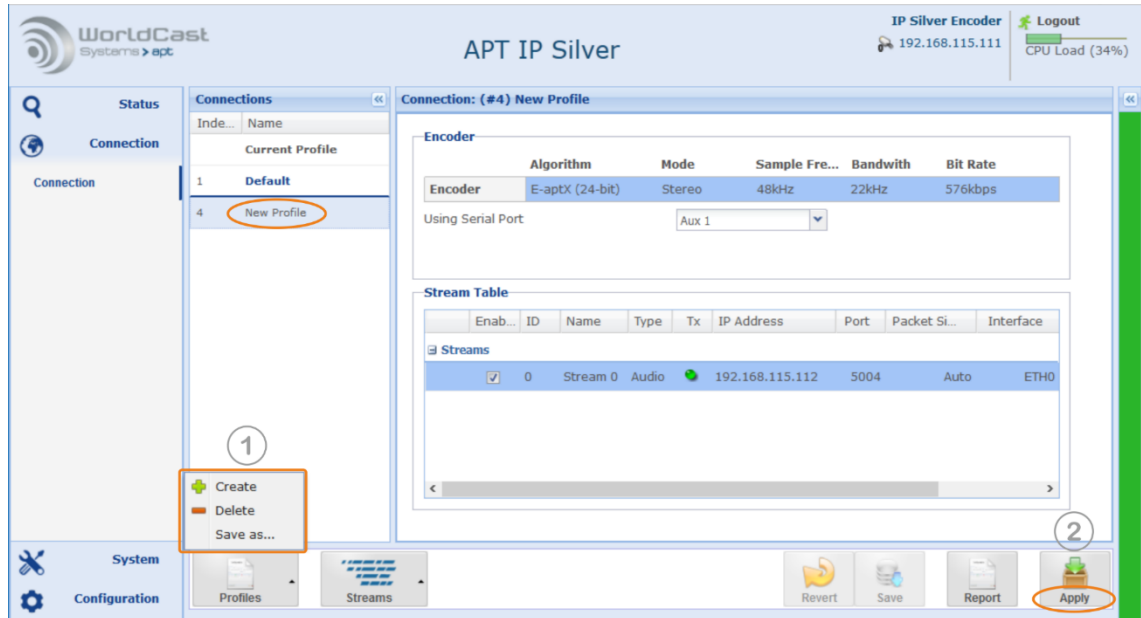 WorldCast
Systems > apt
APT IP Silver
IP Silver Encoder
192.168.115.111
Logout
CPU Load (34%)
Status
Connection
Connection
System
Configuration
Connections
Inde... Name
Current Profile
1 Default
4 New Profile
1
Create
Delete
Save as...
Connection: (#4) New Profile
Encoder
Algorithm Mode Sample Fre... Bandwith Bit Rate
Encoder E-aptX (24-bit) Stereo 48kHz 22kHz 576kbps
Using Serial Port Aux 1
Stream Table
Enab... ID Name Type Tx IP Address Port Packet Si... Interface
Streams
0 Stream 0 Audio 192.168.115.112 5004 Auto ETH0
2
Profiles Streams Revert Save Report Apply